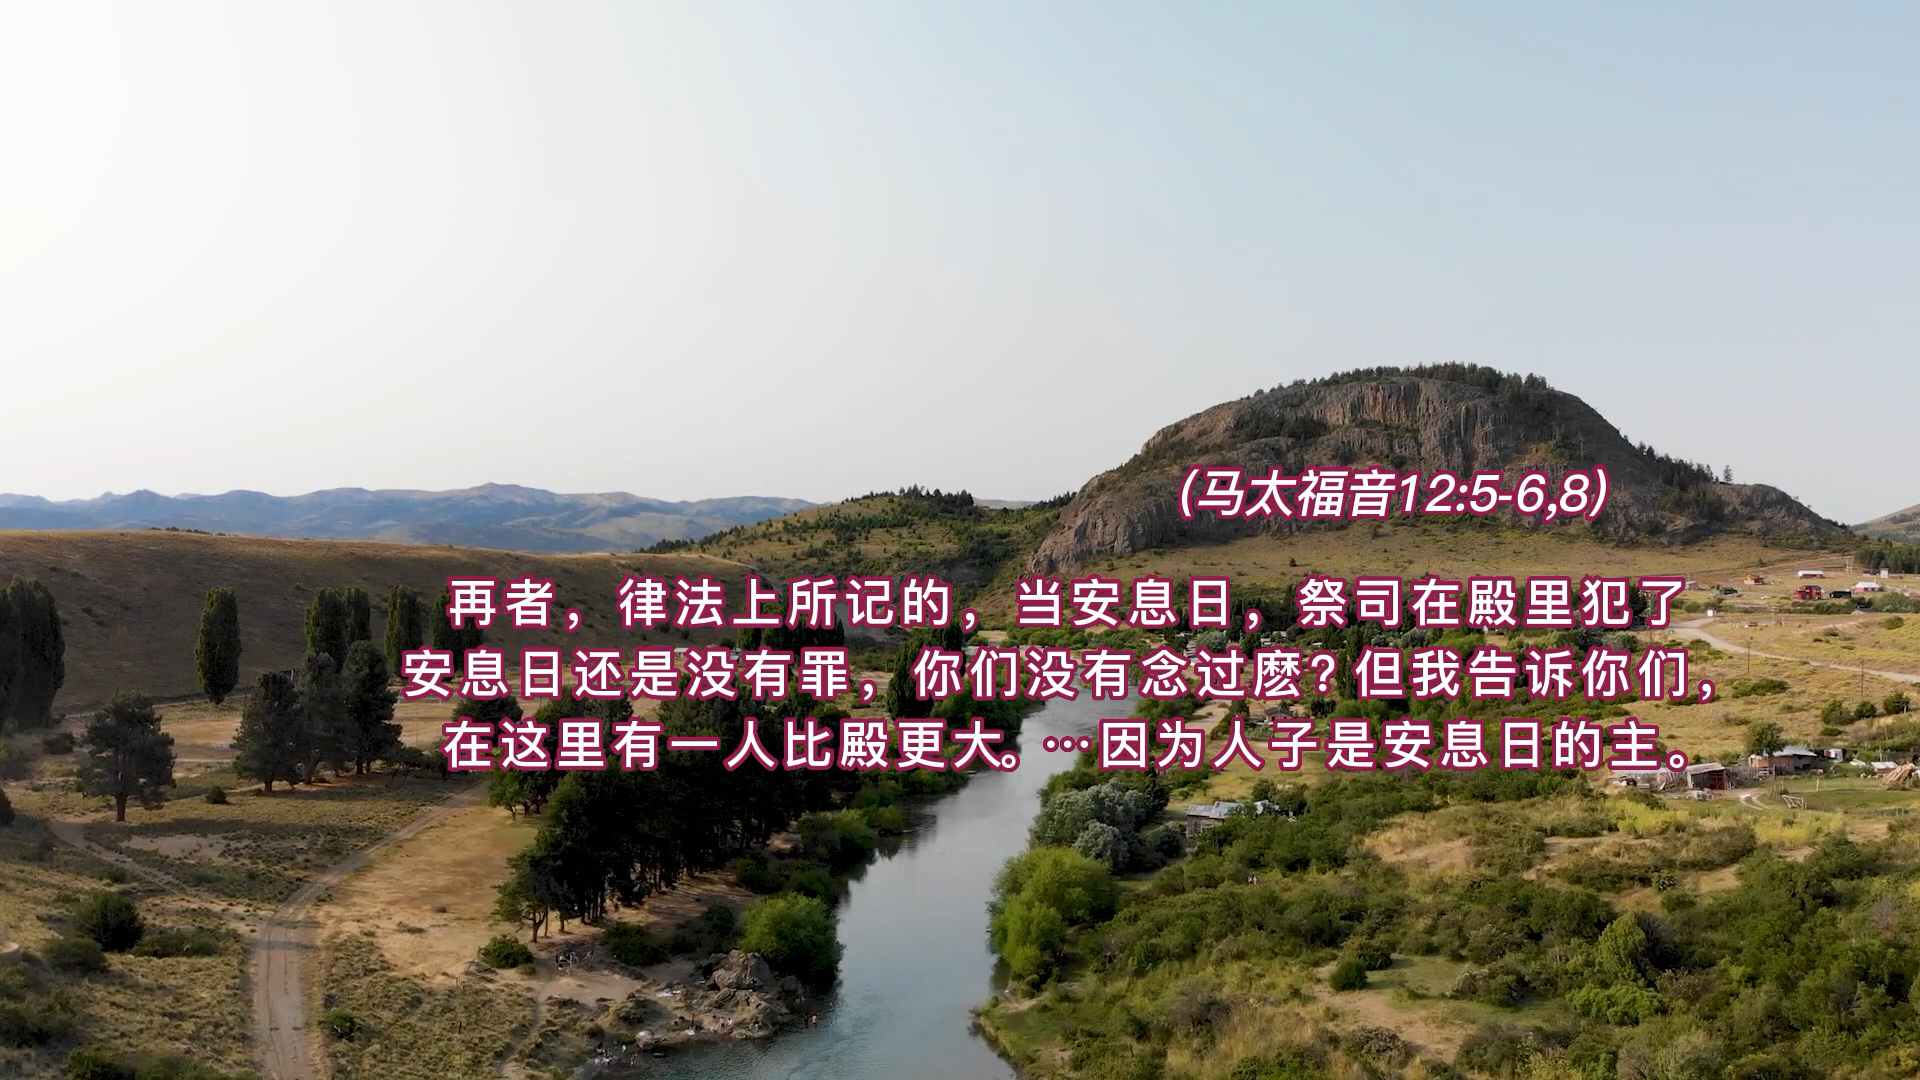 (马太福音12:5-6,8)
再者，律法上所记的，当安息日，祭司在殿里犯了
安息日还是没有罪，你们没有念过麽？但我告诉你们，
在这里有一人比殿更大。…因为人子是安息日的主。